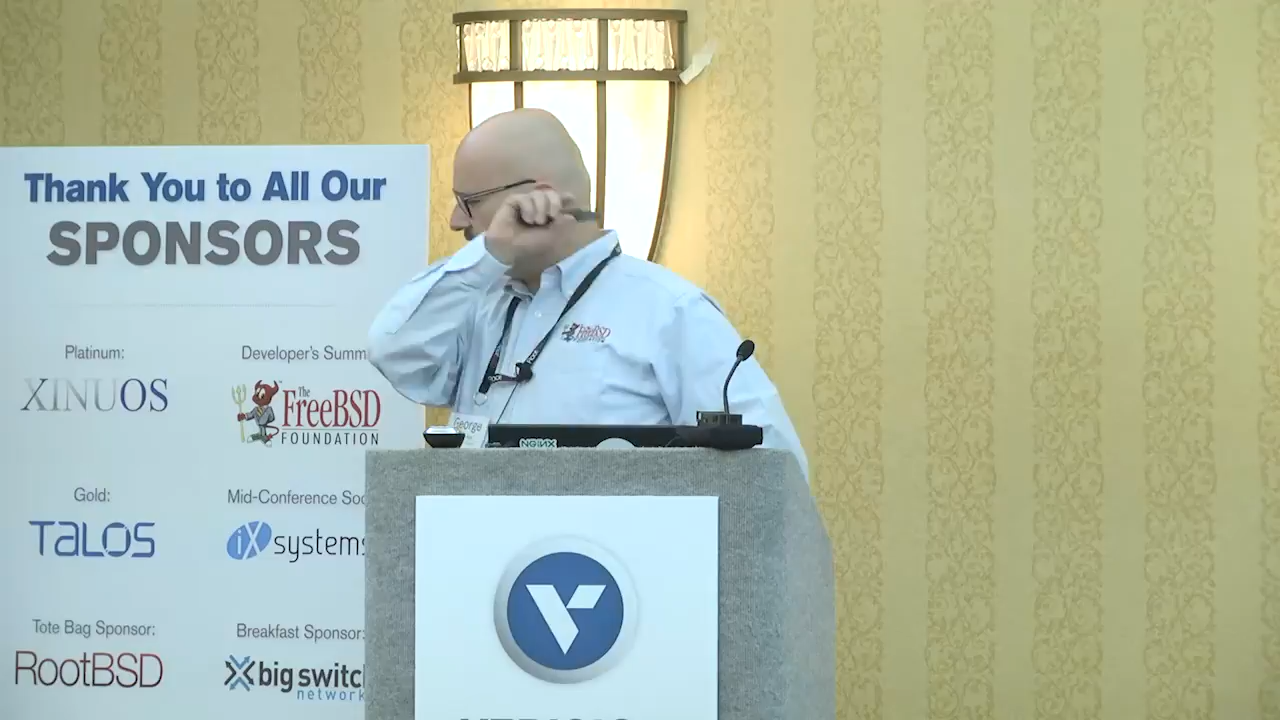 Thank You to All Our
SPONSORS
Platinum:
XINUOS
Developer's Summ
The
FreeBSD
FOUNDATION
Gold:
TALOS
Mid-Conference Soc
iX systems
Tote Bag Sponsor:
RootBSD
Breakfast Sponsor:
big switch
network
FreeBSD
George
NGINX